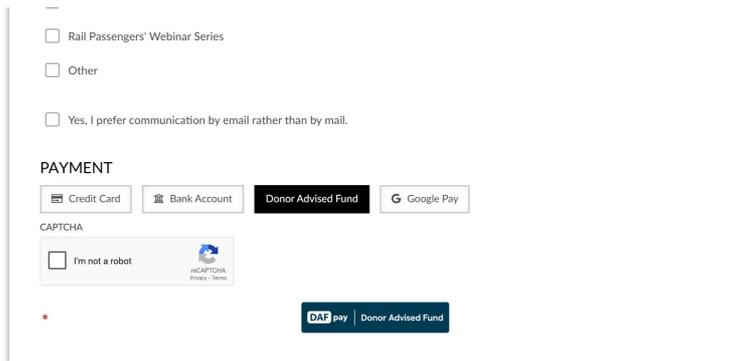 Rail Passengers' Webinar Series
Other
Yes, I prefer communication by email rather than by mail.
PAYMENT
Credit Card Bank Account Donor Advised Fund G Google Pay
CAPTCHA
I'm not a robot
reCAPTCHA
Privacy - Terms
* DAF pay | Donor Advised Fund